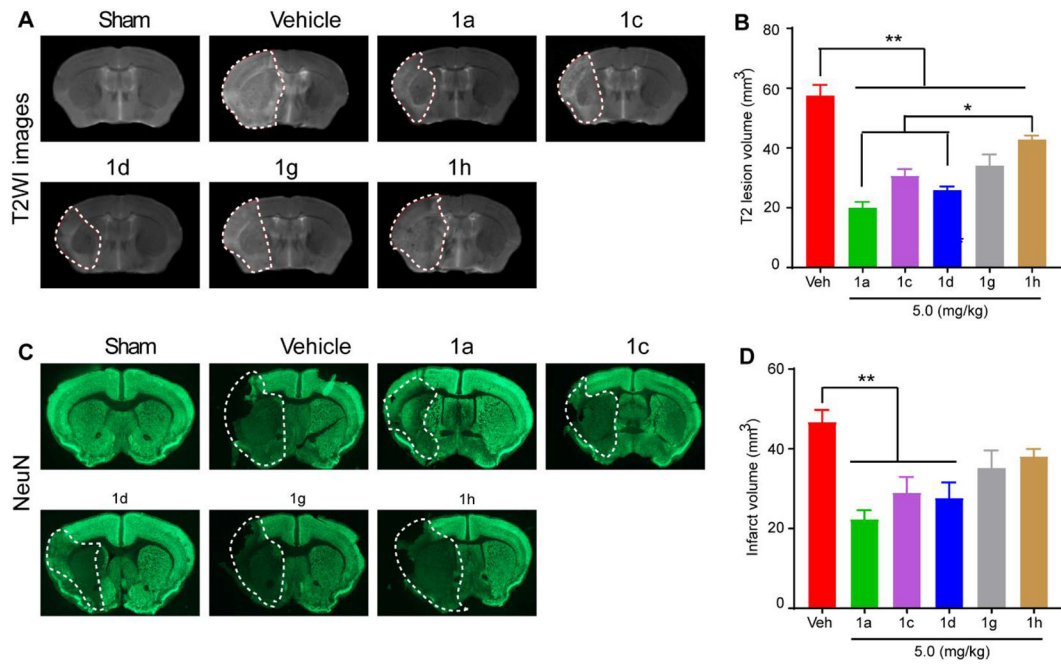 A
Sham
Vehicle
1a
1c
T2WI images
1d
1g
1h
B
80
60
40
20
0
T2 lesion volume (mm³)
**
*
*
Veh
1a
1c
1d
1g
1h
5.0 (mg/kg)
C
Sham
Vehicle
1a
1c
NeuN
1d
1g
1h
D
60
40
20
0
Infarct volume (mm³)
**
Veh
1a
1c
1d
1g
1h
5.0 (mg/kg)